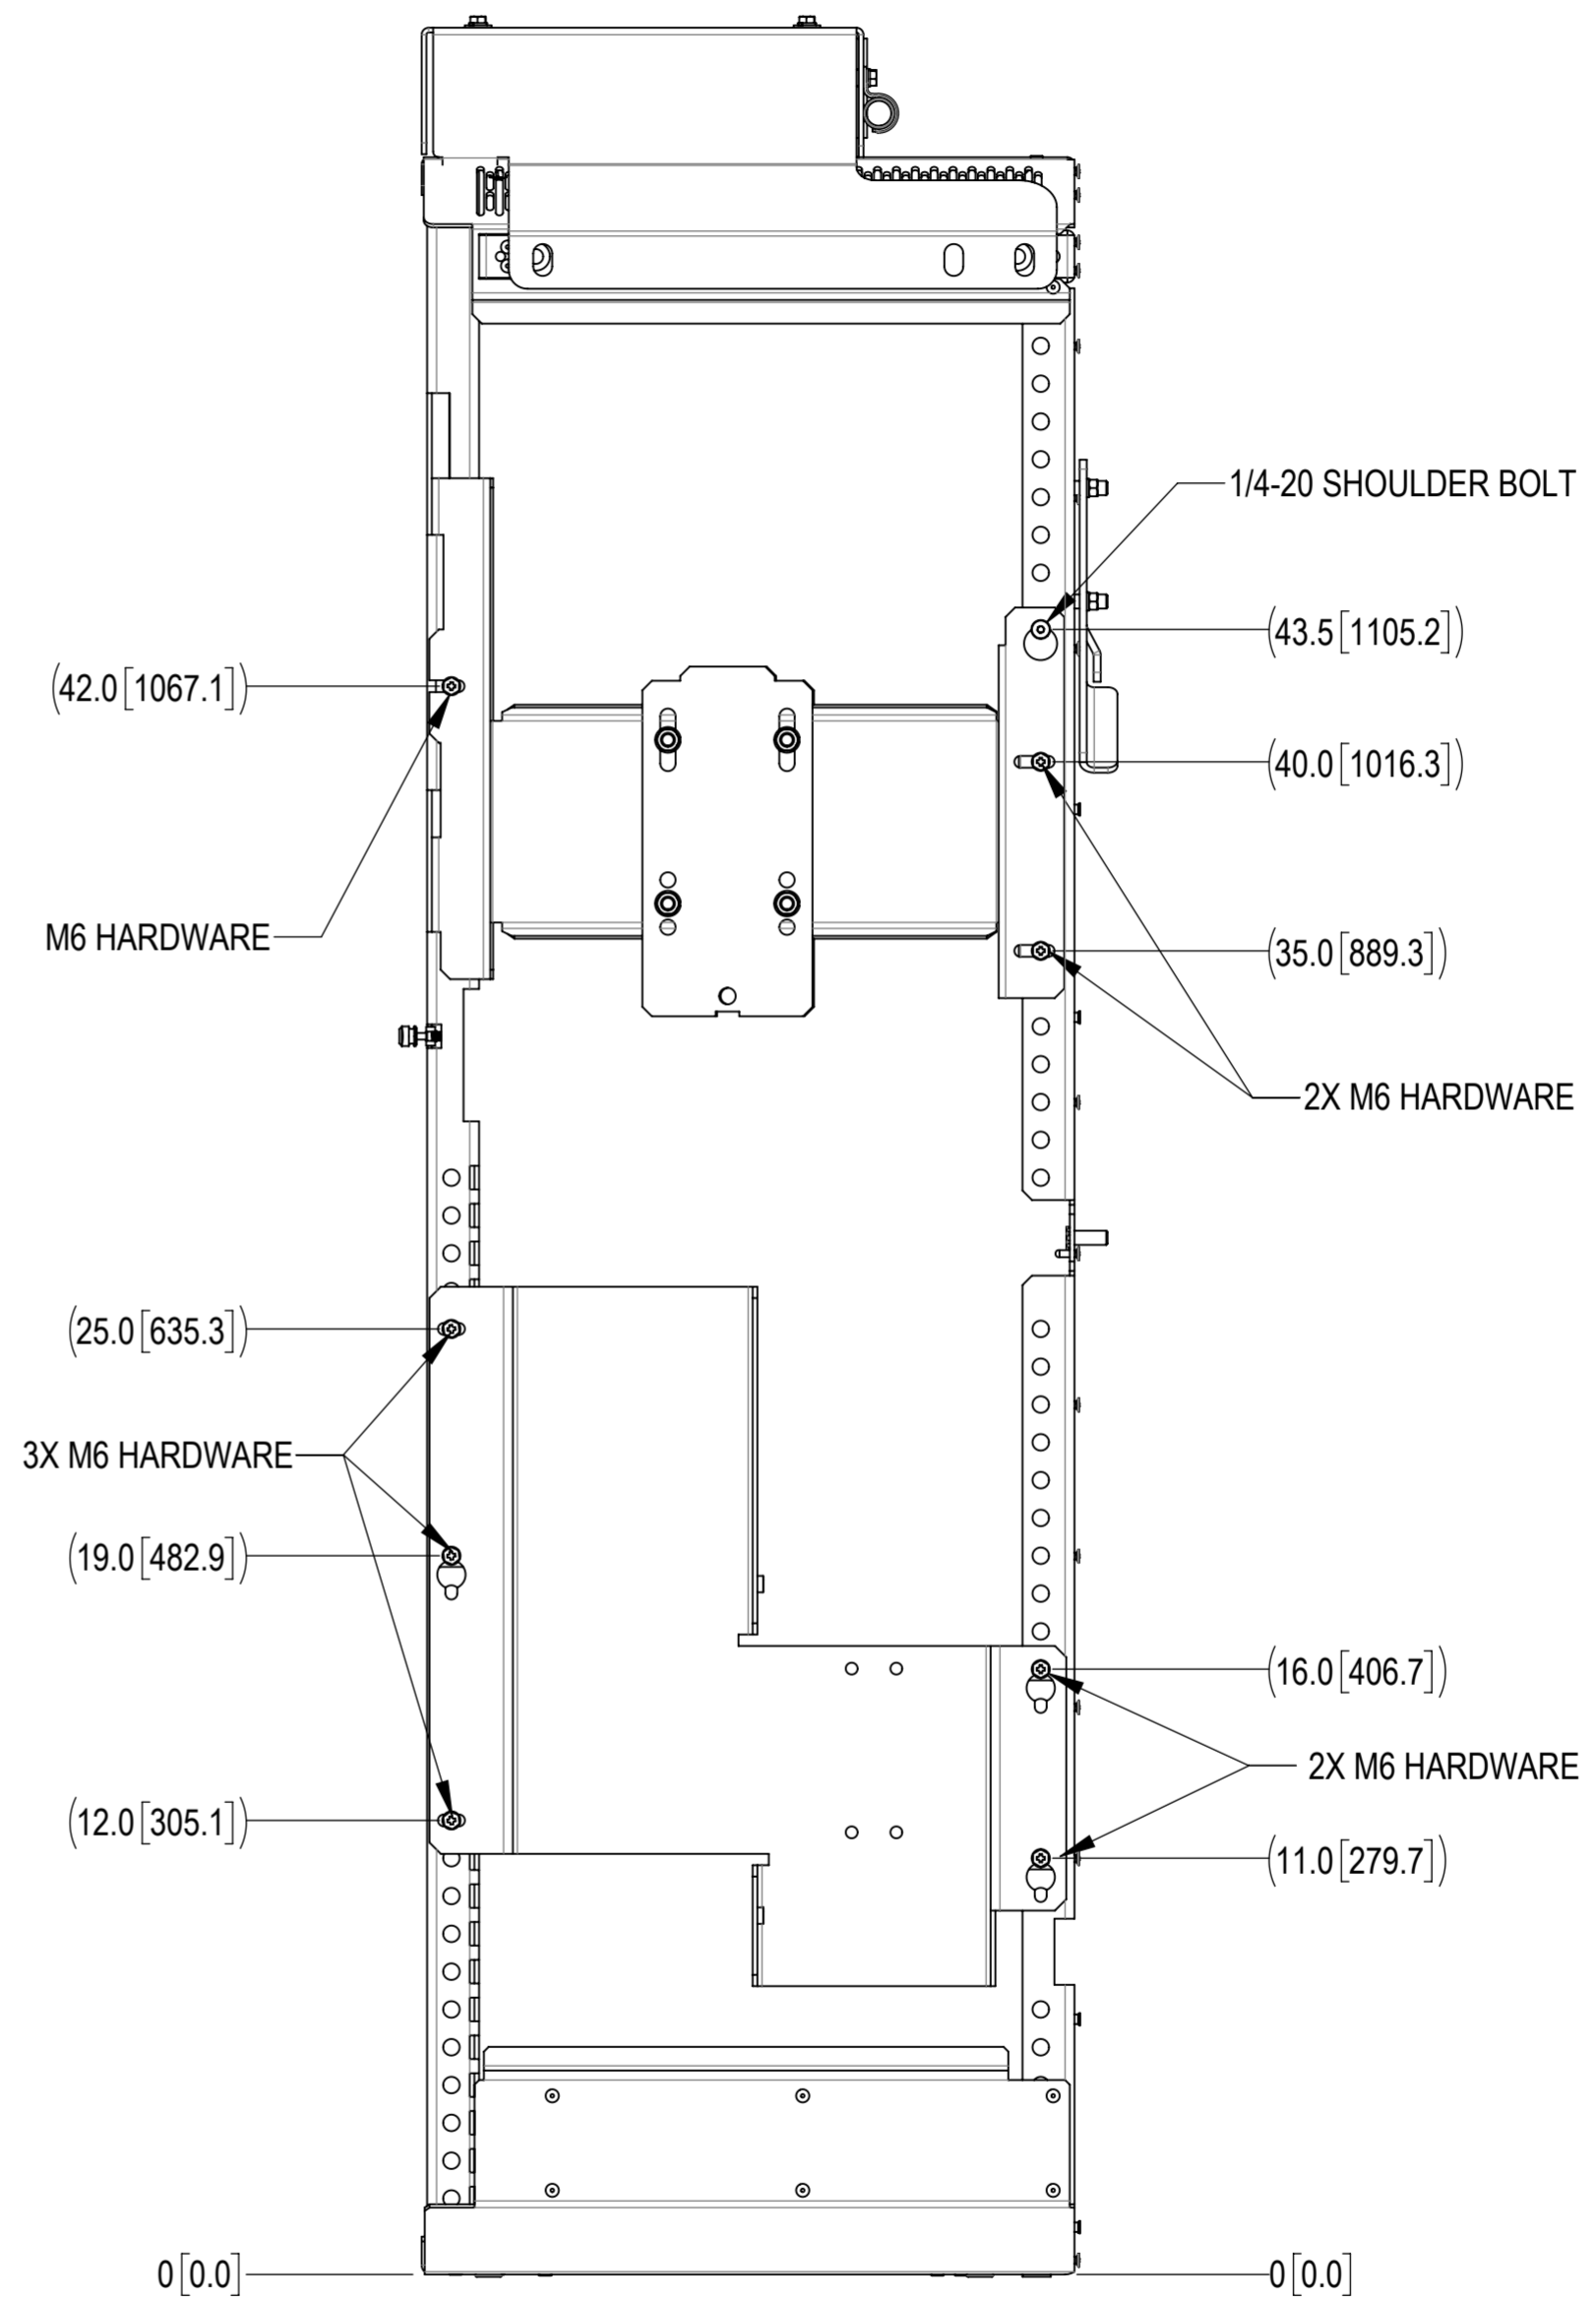 1/4-20 SHOULDER BOLT
(43.5[1105.2])
(42.0[1067.1])
(40.0[1016.3])
M6 HARDWARE
(35.0[889.3])
2X M6 HARDWARE
(25.0[635.3])
3X M6 HARDWARE
(19.0[482.9])
(16.0[406.7])
2X M6 HARDWARE
(12.0[305.1])
(11.0[279.7])
0[0.0]
0[0.0]